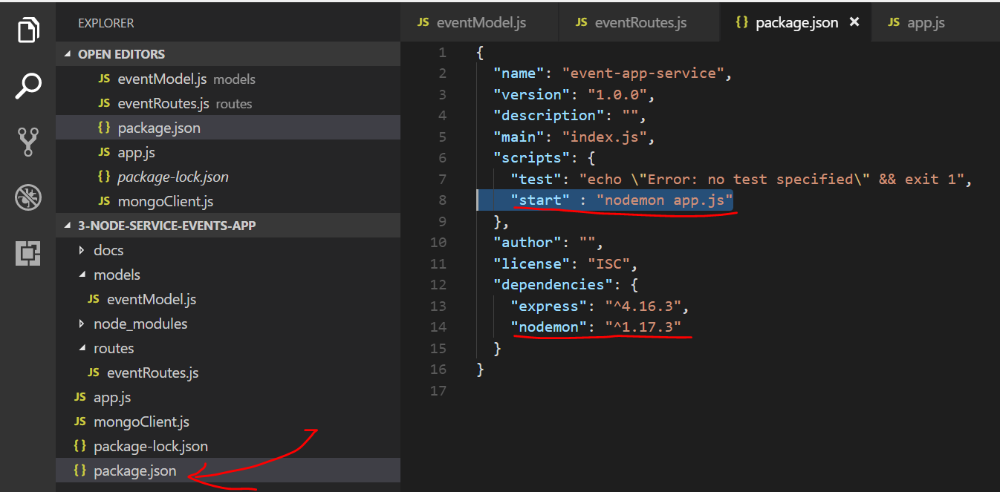 EXPLORER
OPEN EDITORS
JS eventModel.js models
JS eventRoutes.js routes
{} package.json
JS app.js
{} package-lock.json
JS mongoClient.js
3-NODE-SERVICE-EVENTS-APP
docs
models
JS eventModel.js
node_modules
routes
JS eventRoutes.js
JS app.js
JS mongoClient.js
{} package-lock.json
{} package.json
JS eventModel.js
JS eventRoutes.js
{} package.json ×
JS app.js
1 {
2 "name": "event-app-service",
3 "version": "1.0.0",
4 "description": "",
5 "main": "index.js",
6 "scripts": {
7 "test": "echo \"Error: no test specified\" && exit 1",
8 "start" : "nodemon app.js"
9 },
10 "author": "",
11 "license": "ISC",
12 "dependencies": {
13 "express": "^4.16.3",
14 "nodemon": "^1.17.3"
15 }
16 }
17